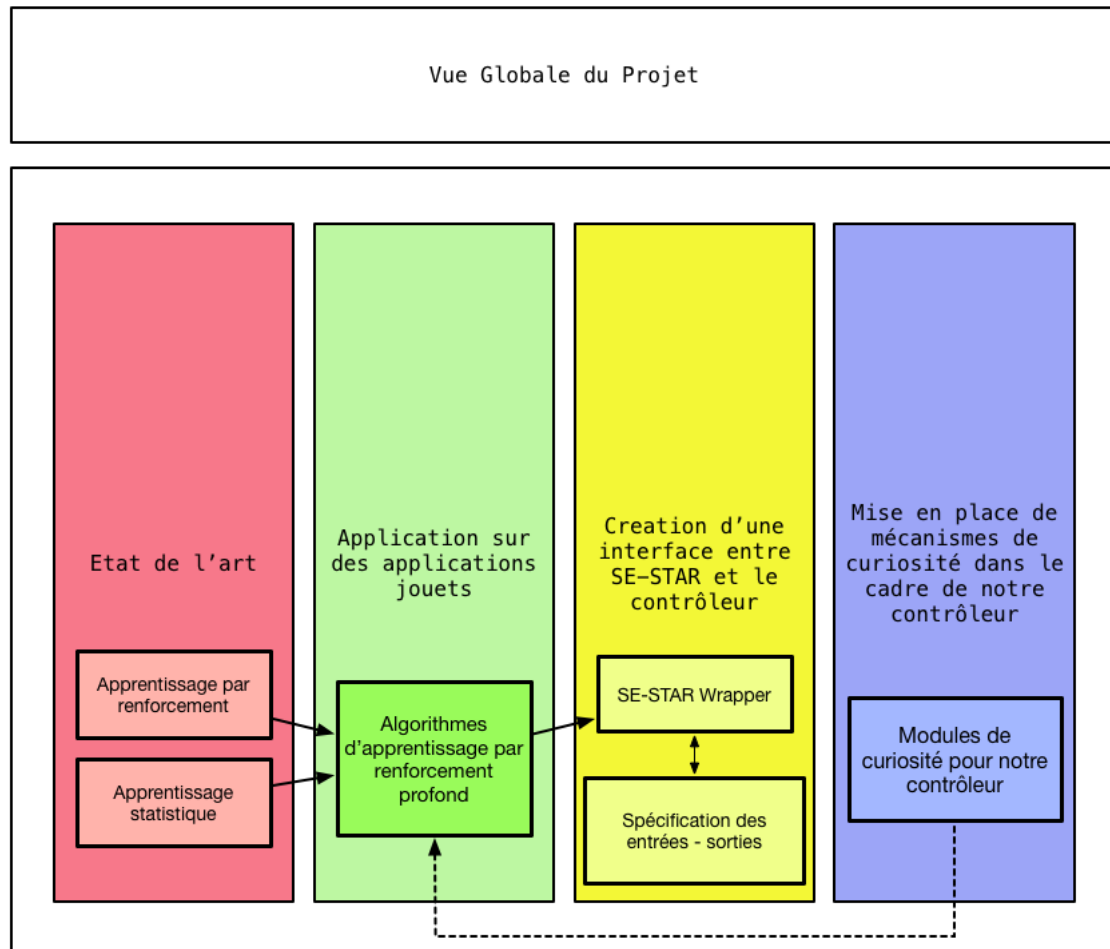 Vue Globale du Projet
Etat de l'art
Apprentissage par
renforcement
Apprentissage
statistique
Application sur
des applications
jouets
Algorithmes
d'apprentissage par
renforcement
profond
Creation d'une
interface entre
SE-STAR et le
contrôleur
SE-STAR Wrapper
Spécification des
entrées - sorties
Mise en place de
mécanismes de
curiosité dans le
cadre de notre
contrôleur
Modules de
curiosité pour notre
contrôleur